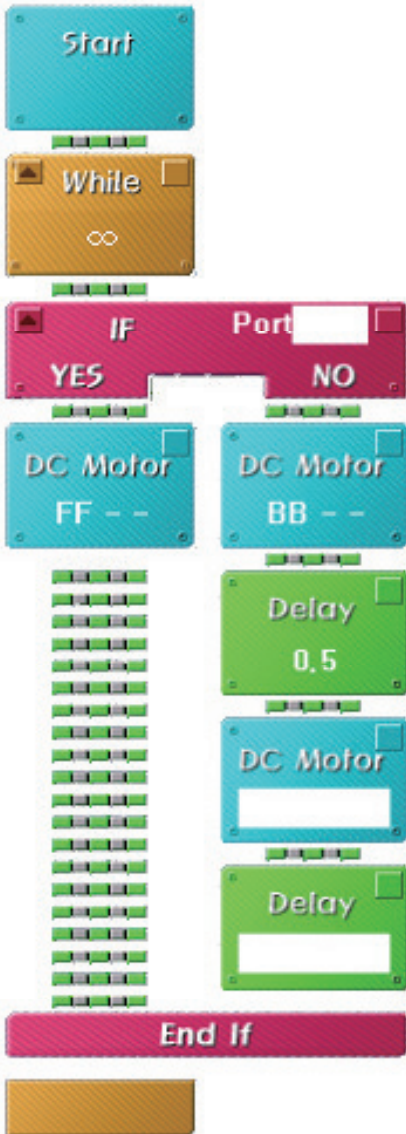 Start
While
∞
IF Port
YES NO
DC Motor DC Motor
FF - - BB - -
Delay
0.5
DC Motor
Delay
End If